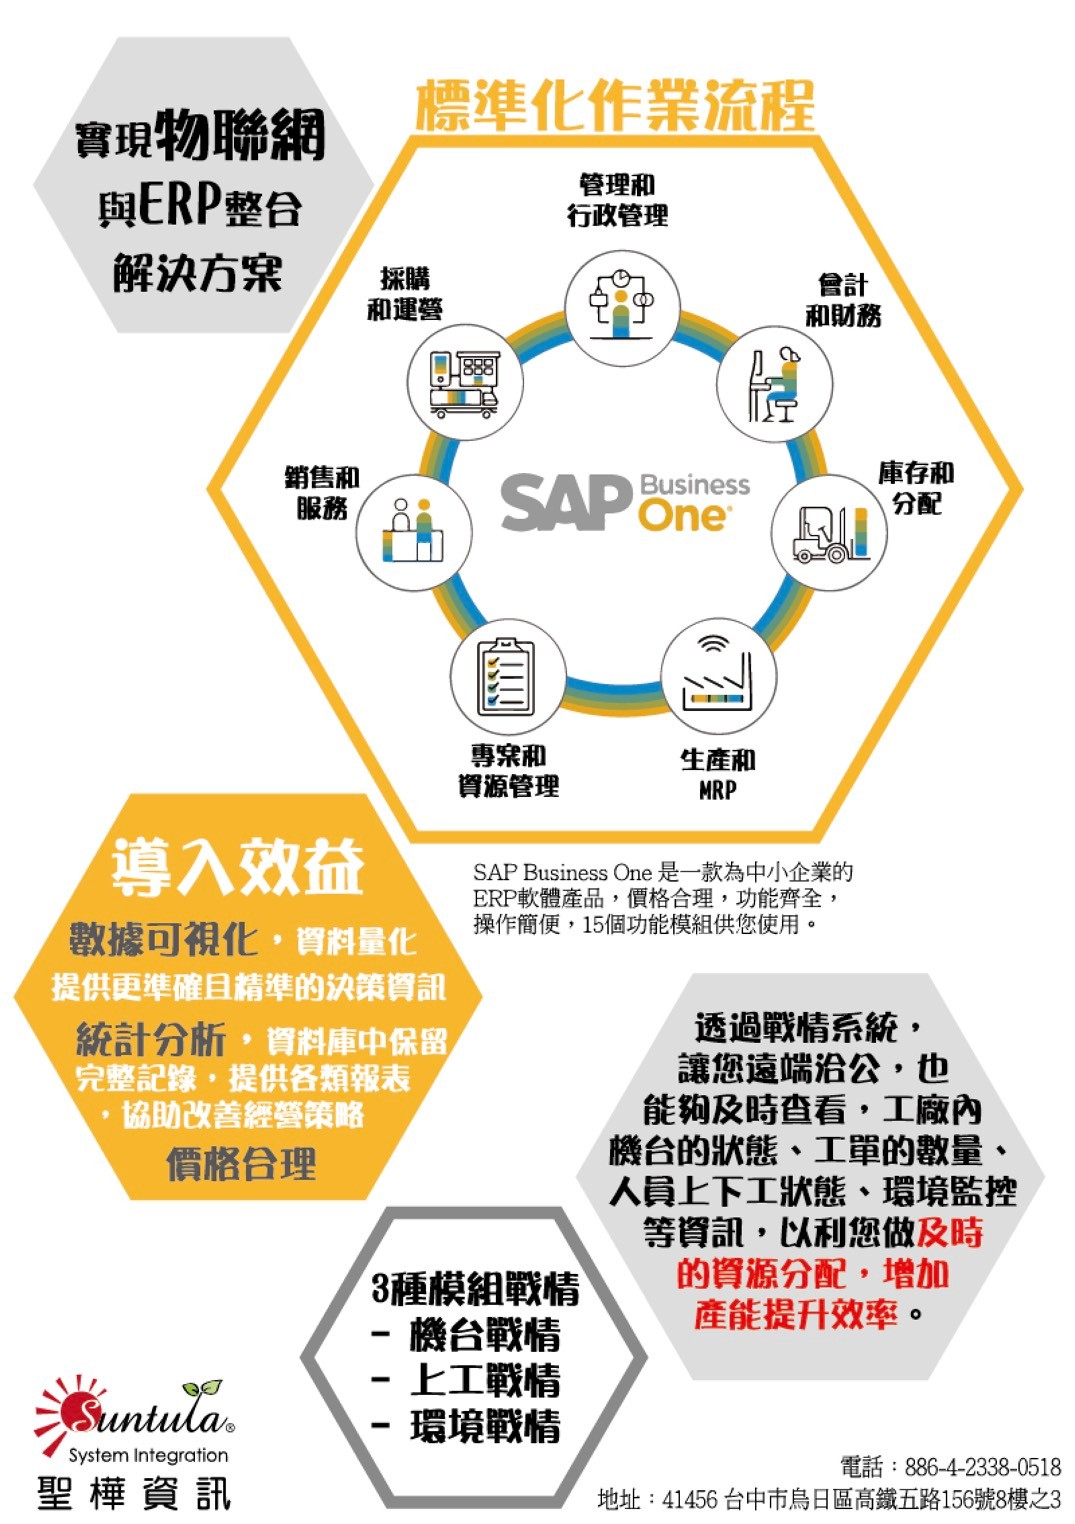 實現物聯網
與ERP整合
解決方案
標準化作業流程
管理和
行政管理
採購
和運營
會計
和財務
銷售和
服務
SAP Business
One
庫存和
分配
專案和
資源管理
生產和
MRP
SAP Business One 是一款為中小企業的
ERP軟體產品，價格合理，功能齊全，
操作簡便，15個功能模組供您使用。
導入效益
數據可視化，資料量化
提供更準確且精準的決策資訊
統計分析，資料庫中保留
完整記錄，提供各類報表
，協助改善經營策略
價格合理
透過戰情系統，
讓您遠端洽公，也
能夠及時查看，工廠內
機台的狀態、工單的數量、
人員上下工狀態、環境監控
等資訊，以利您做及時
的資源分配，增加
產能提升效率。
3種模組戰情
- 機台戰情
- 上工戰情
- 環境戰情
Suntula®
System Integration
聖樺資訊
電話：886-4-2338-0518
地址：41456 台中市烏日區高鐵五路156號8樓之3